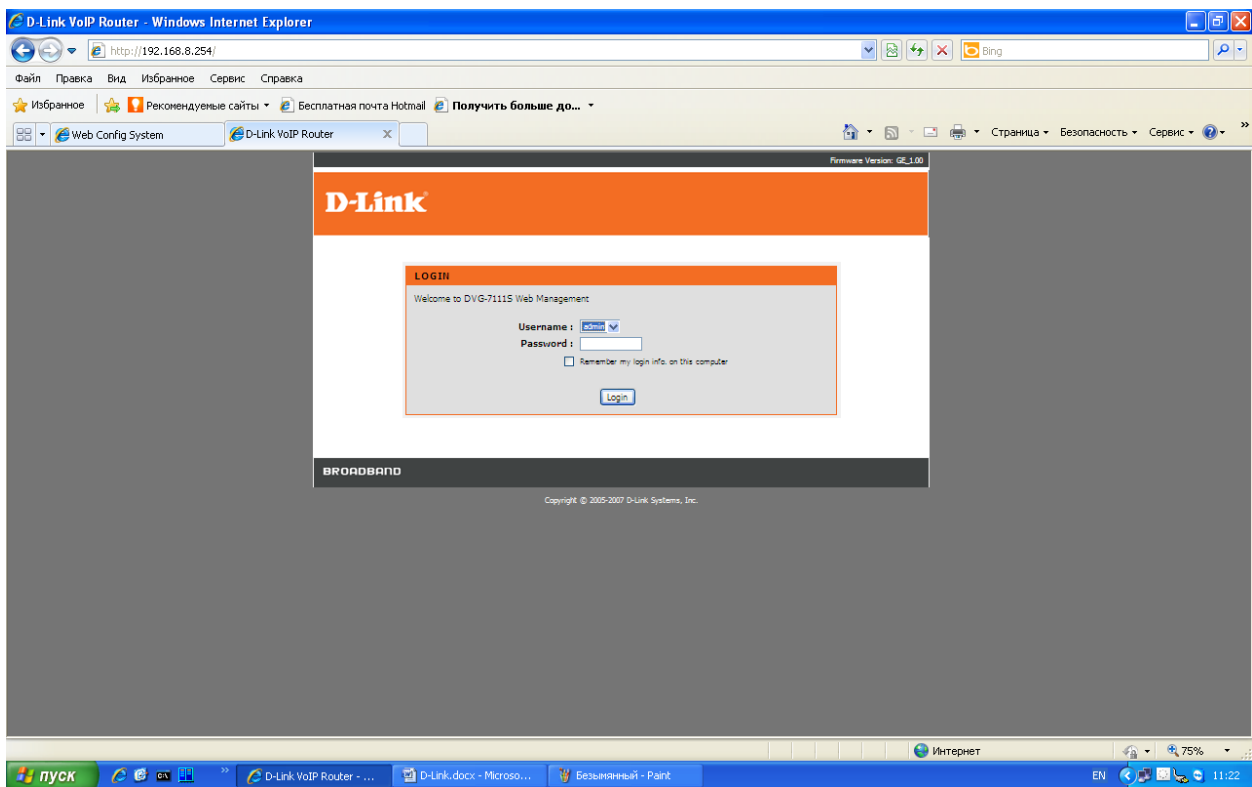 D-Link VoIP Router - Windows Internet Explorer
http://192.168.8.254/
Bing
Файл Правка Вид Избранное Сервис Справка
Избранное Рекомендуемые сайты Бесплатная почта Hotmail Получить больше до...
Web Config System D-Link VoIP Router X Страница Безопасность Сервис »
Firmware Version: GE_1.00
D-Link
LOGIN
Welcome to DVG-7111S Web Management
Username : admin
Password :
Remember my login info. on this computer
Login
BROADBAND
Copyright © 2005-2007 D-Link Systems, Inc.
Интернет 75%
пуск » D-Link VoIP Router - ... D-Link.docx - Microso... Безымянный - Paint EN 11:22